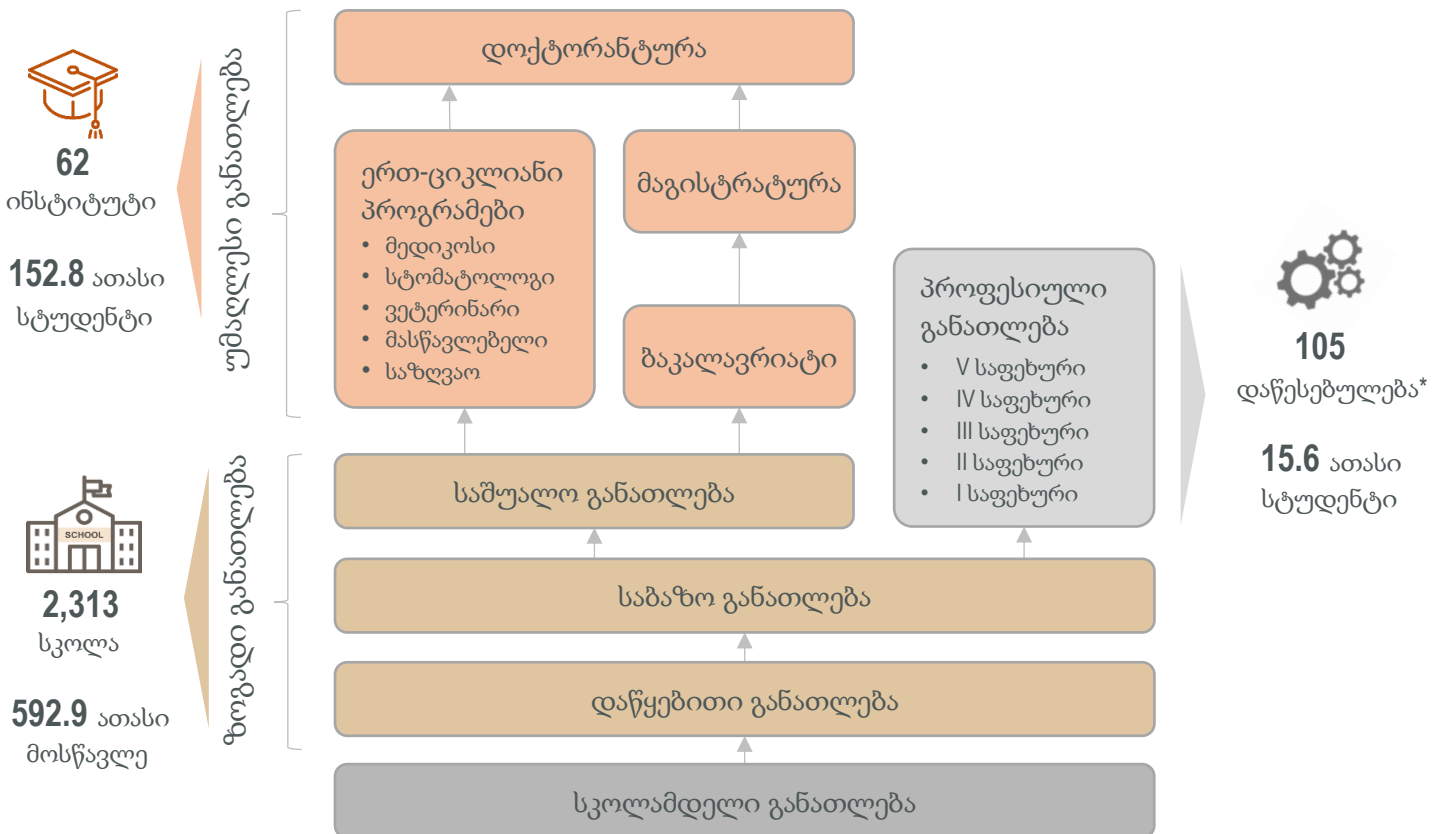 დოქტორანტურა
უმაღლესი განათლება
62
ინსტიტუტი
152.8 ათასი
სტუდენტი
ერთ-ციკლიანი
პროგრამები
• მედიკოსი
• სტომატოლოგი
• ვეტერინარი
• მასწავლებელი
• საზღვაო
მაგისტრატურა
ბაკალავრიატი
პროფესიული
განათლება
• V საფეხური
• IV საფეხური
• III საფეხური
• II საფეხური
• I საფეხური
105
დაწესებულება*
15.6 ათასი
სტუდენტი
ზოგადი განათლება
SCHOOL
2,313
სკოლა
592.9 ათასი
მოსწავლე
საშუალო განათლება
საბაზო განათლება
დაწყებითი განათლება
სკოლამდელი განათლება